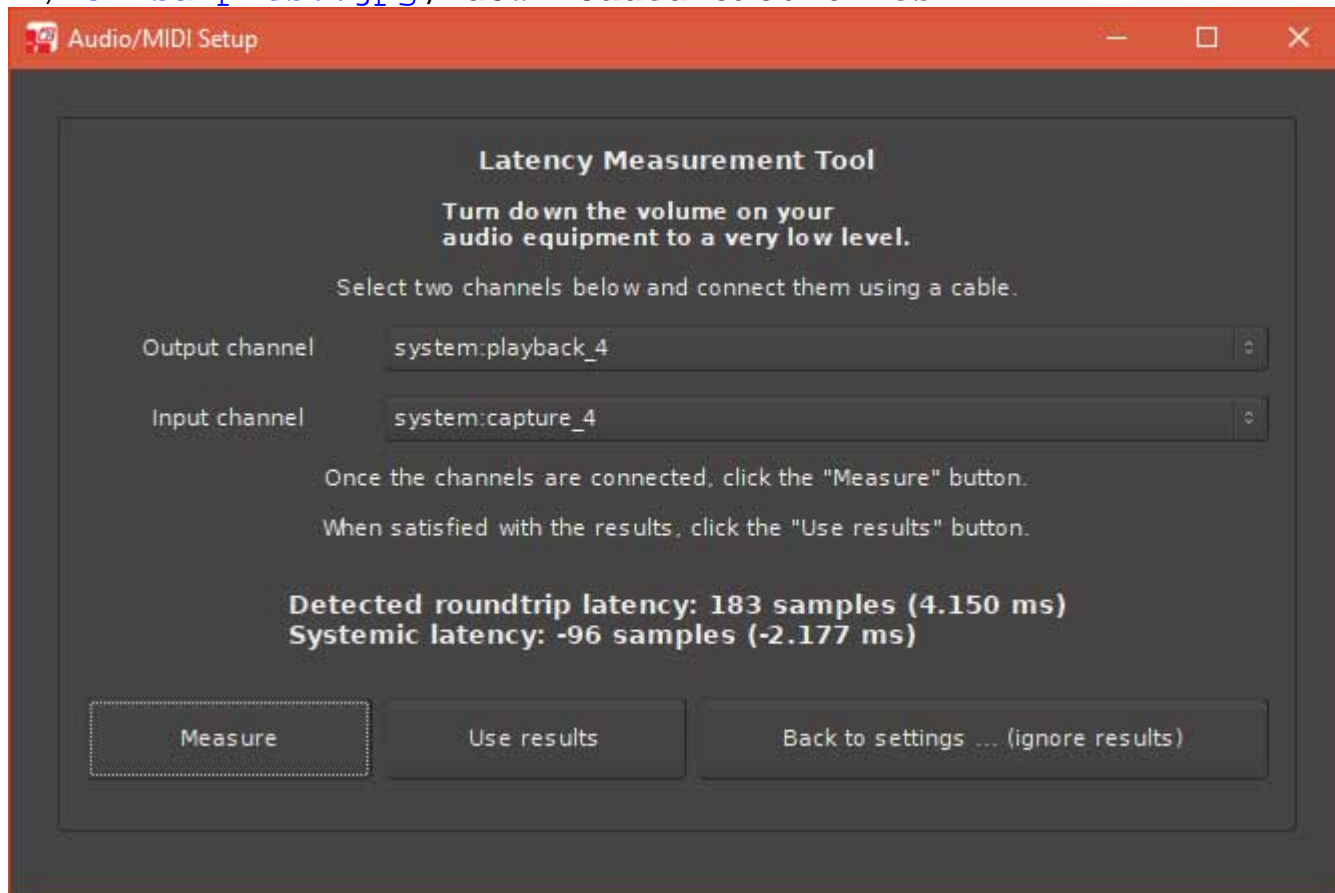 Audio/MIDI Setup
Latency Measurement Tool
Turn down the volume on your
audio equipment to a very low level.
Select two channels below and connect them using a cable.
Output channel system:playback_4
Input channel system:capture_4
Once the channels are connected, click the "Measure" button.
When satisfied with the results, click the "Use results" button.
Detected roundtrip latency: 183 samples (4.150 ms)
Systemic latency: -96 samples (-2.177 ms)
Measure Use results Back to settings ... (ignore results)